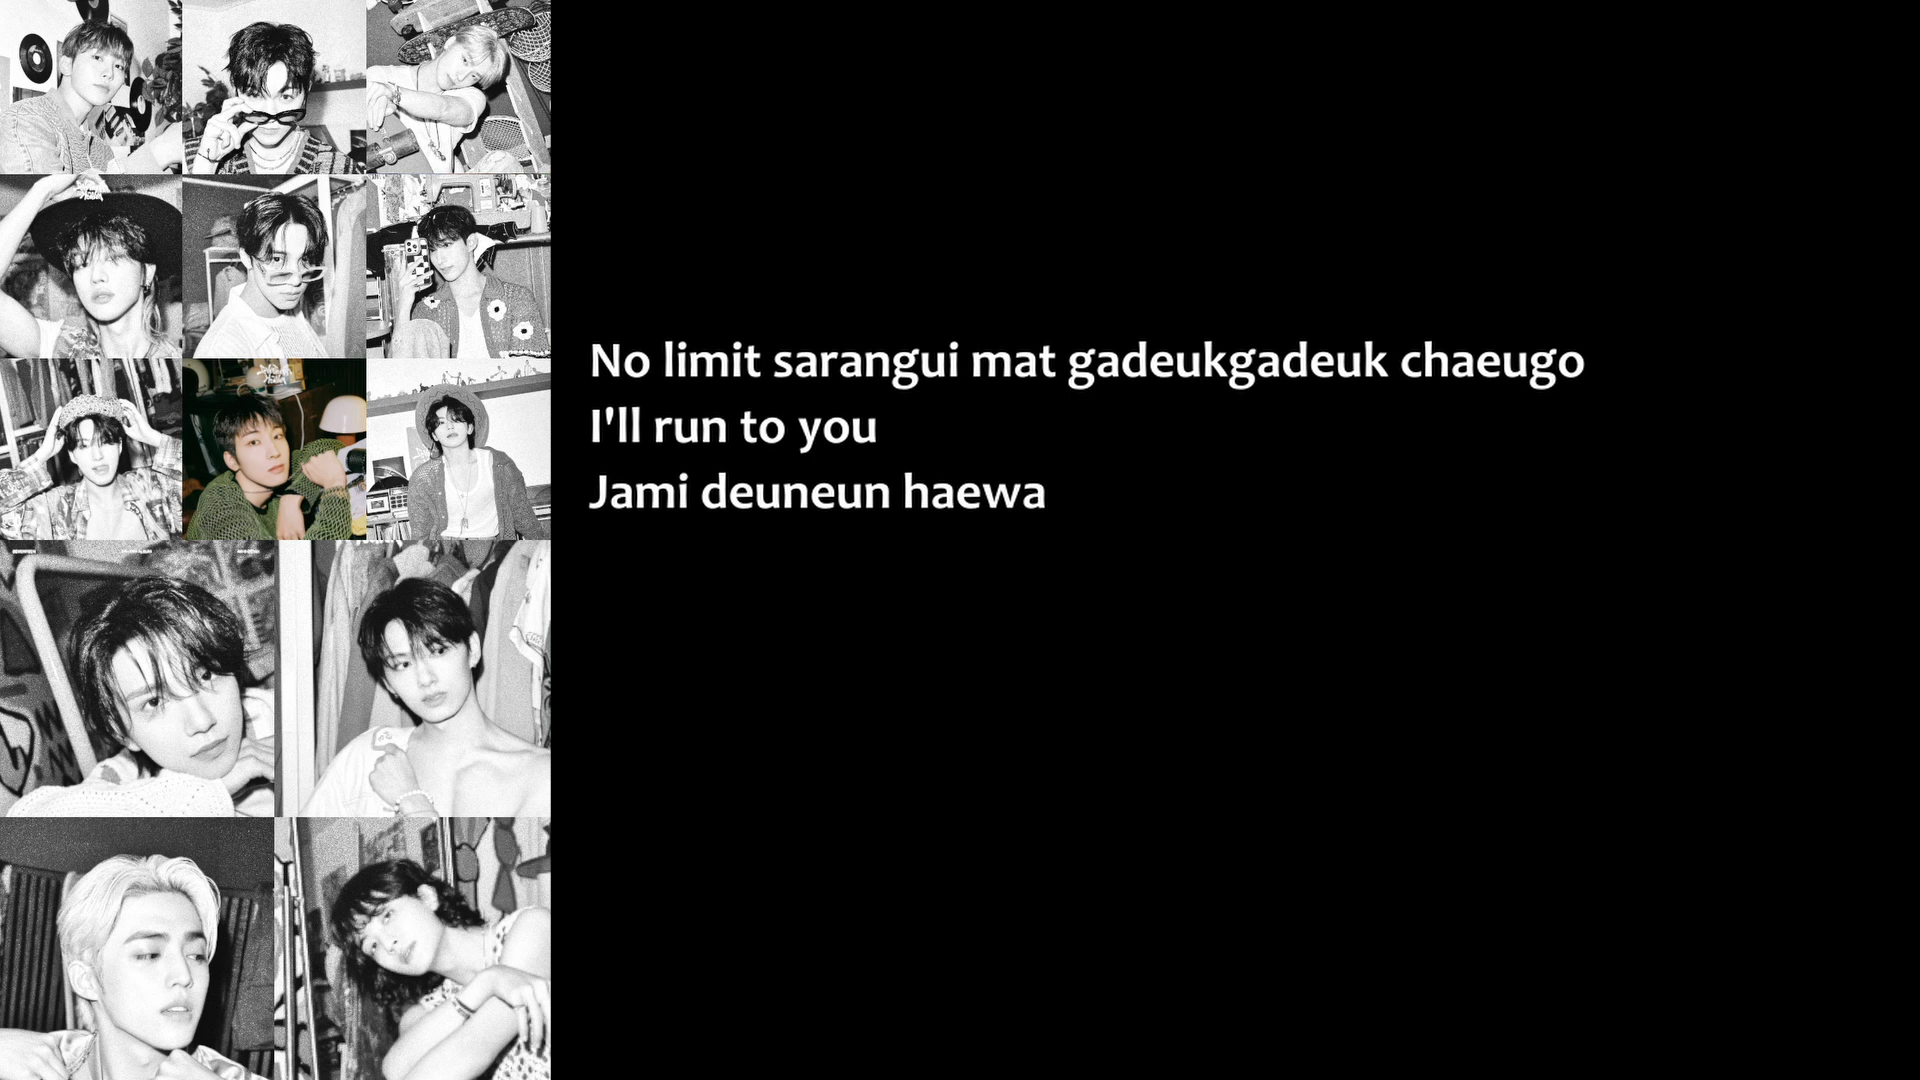 No limit sarangui mat gadeukgadeuk chaeugo
I'll run to you
Jami deuneun haewa